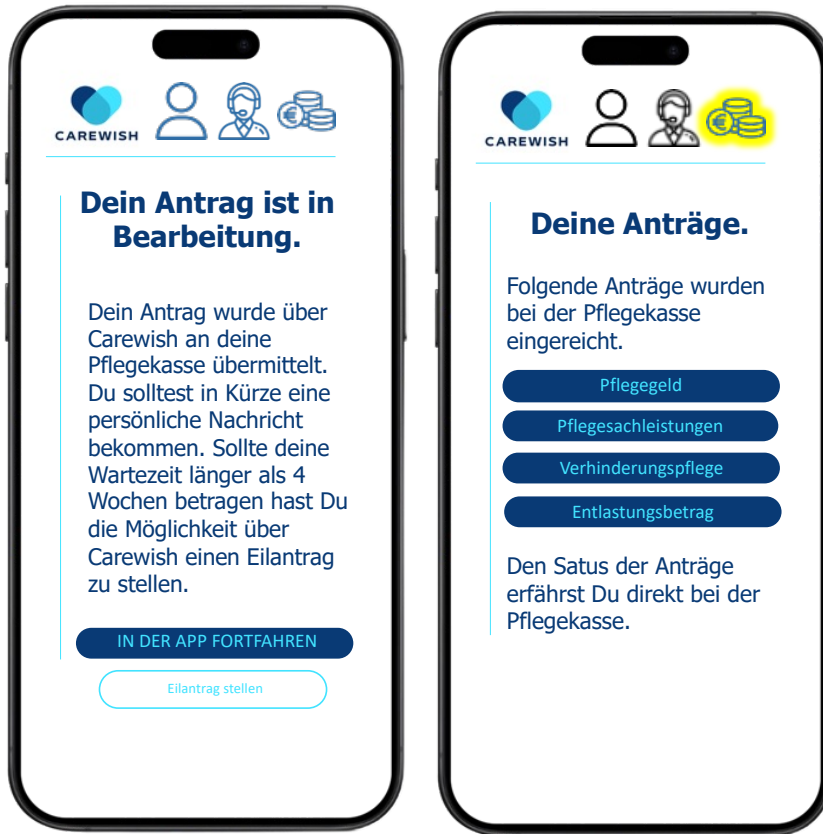 CAREWISH
Dein Antrag ist in
Bearbeitung.
Dein Antrag wurde über
Carewish an deine
Pflegekasse übermittelt.
Du solltest in Kürze eine
persönliche Nachricht
bekommen. Sollte deine
Wartezeit länger als 4
Wochen betragen hast Du
die Möglichkeit über
Carewish einen Eilantrag
zu stellen.
IN DER APP FORTFAHREN
Eilantrag stellen
CAREWISH
€
Deine Anträge.
Folgende Anträge wurden
bei der Pflegekasse
eingereicht.
Pflegegeld
Pflegesachleistungen
Verhinderungspflege
Entlastungsbetrag
Den Satus der Anträge
erfährst Du direkt bei der
Pflegekasse.